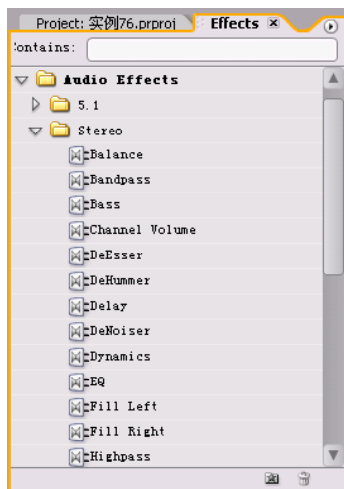 Project: 实例76.prproj Effects ×
Contains:
Audio Effects
5.1
Stereo
Balance
Bandpass
Bass
Channel Volume
DeEsser
DeHummer
Delay
DeNoiser
Dynamics
EQ
Fill Left
Fill Right
Highpass